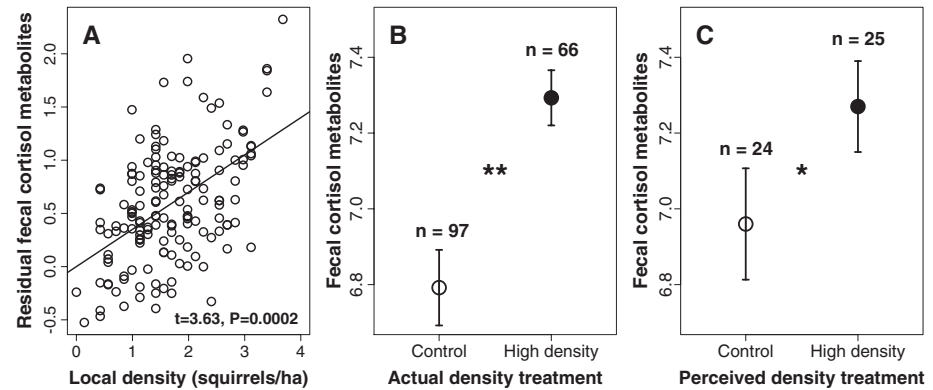 A
Residual fecal cortisol metabolites
2.0
1.5
1.0
0.5
0.0
-0.5
t=3.63, P=0.0002
0 1 2 3 4
Local density (squirrels/ha)
B
Fecal cortisol metabolites
7.4
7.2
7.0
6.8
n = 66
**
n = 97
Control High density
Actual density treatment
C
Fecal cortisol metabolites
7.4
7.2
7.0
6.8
n = 25
n = 24
*
Control High density
Perceived density treatment